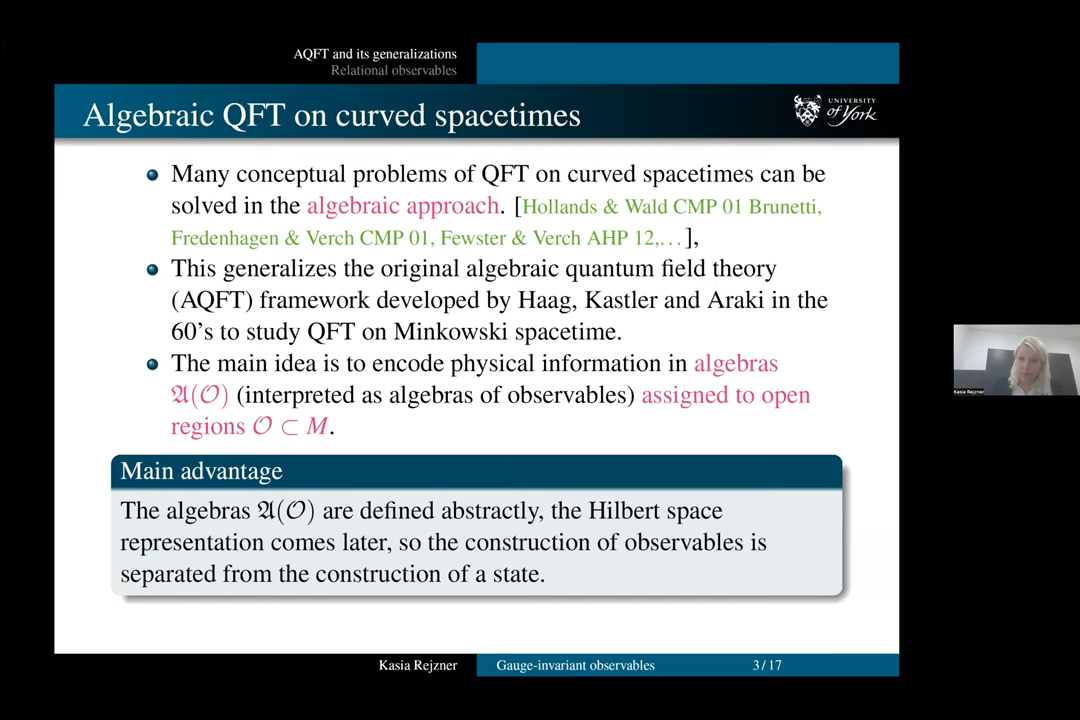 AQFT and its generalizations
Relational observables
Algebraic QFT on curved spacetimes
UNIVERSITY
of York
Many conceptual problems of QFT on curved spacetimes can be
solved in the algebraic approach. [Hollands & Wald CMP 01 Brunetti,
Fredenhagen & Verch CMP 01, Fewster & Verch AHP 12,...],
This generalizes the original algebraic quantum field theory
(AQFT) framework developed by Haag, Kastler and Araki in the
60's to study QFT on Minkowski spacetime.
The main idea is to encode physical information in algebras
𝔄(𝒪) (interpreted as algebras of observables) assigned to open
regions 𝒪 ⊂ M.
Main advantage
The algebras 𝔄(𝒪) are defined abstractly, the Hilbert space
representation comes later, so the construction of observables is
separated from the construction of a state.
Kasia Rejzner
Kasia Rejzner Gauge-invariant observables 3 / 17